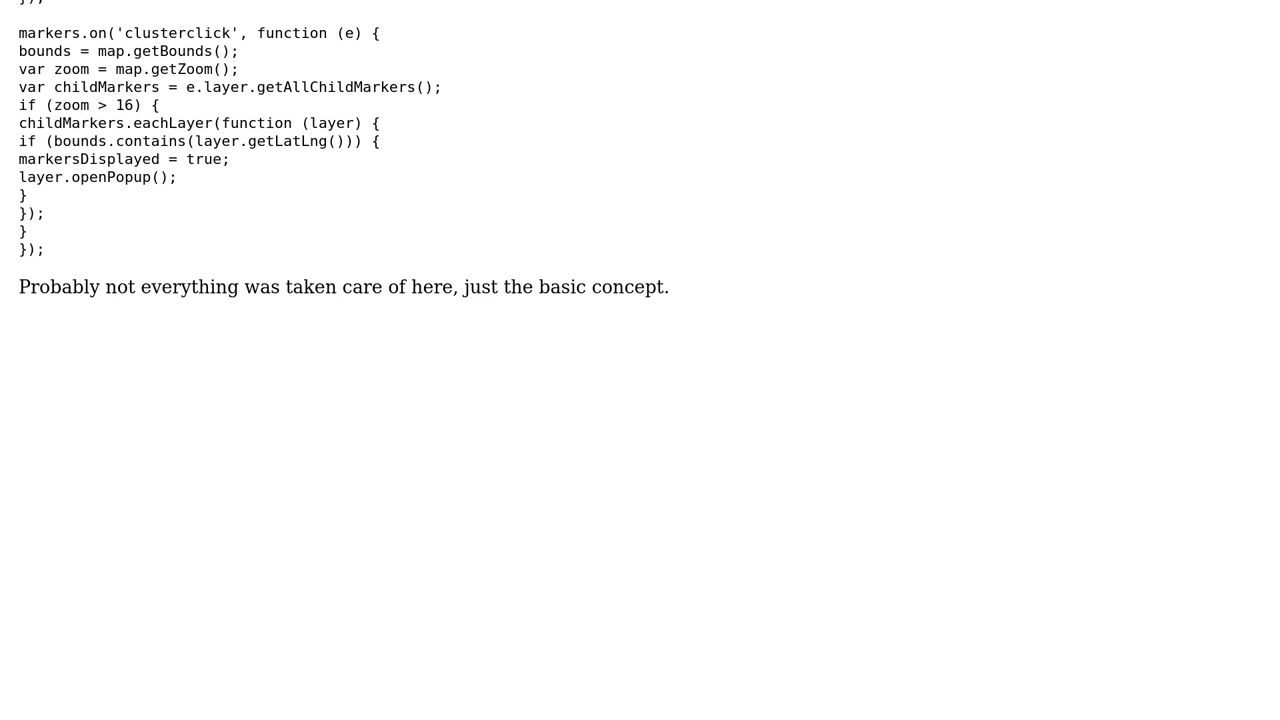 });
markers.on('clusterclick', function (e) {
bounds = map.getBounds();
var zoom = map.getZoom();
var childMarkers = e.layer.getAllChildMarkers();
if (zoom > 16) {
childMarkers.eachLayer(function (layer) {
if (bounds.contains(layer.getLatLng())) {
markersDisplayed = true;
layer.openPopup();
}
});
}
});
Probably not everything was taken care of here, just the basic concept.